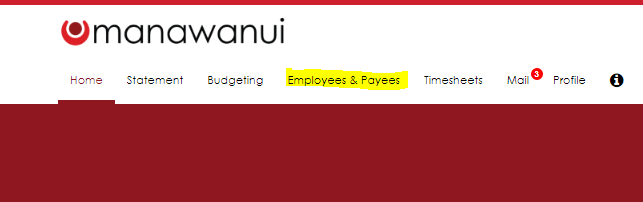 manawanui
Home Statement Budgeting Employees & Payees Timesheets Mail 3 Profile i